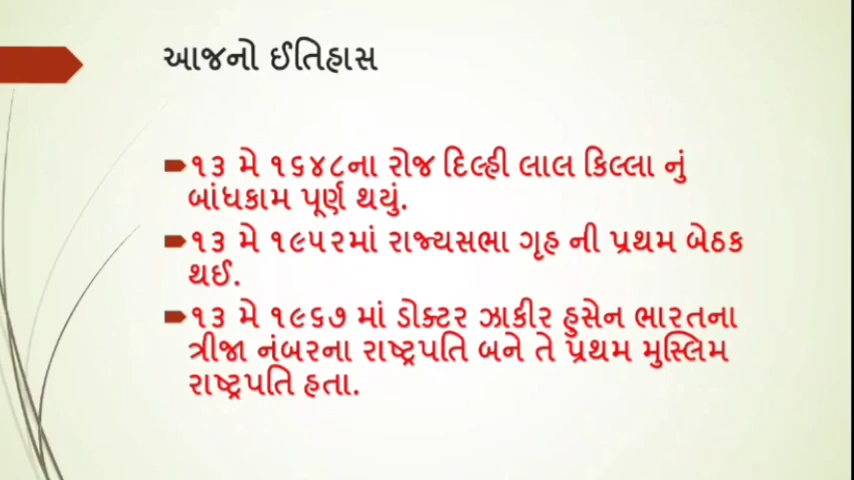 આજનો ઈતિહાસ
૧૩ મે ૧૬૪૮ના રોજ દિલ્હી લાલ કિલ્લા નું
બાંધકામ પૂર્ણ થયું.
૧૩ મે ૧૯૫૨માં રાજ્યસભા ગૃહ ની પ્રથમ બેઠક
થઈ.
૧૩ મે ૧૯૬૭ માં ડોક્ટર ઝાકીર હુસેન ભારતના
ત્રીજા નંબરના રાષ્ટ્રપતિ બને તે પ્રથમ મુસ્લિમ
રાષ્ટ્રપતિ હતા.